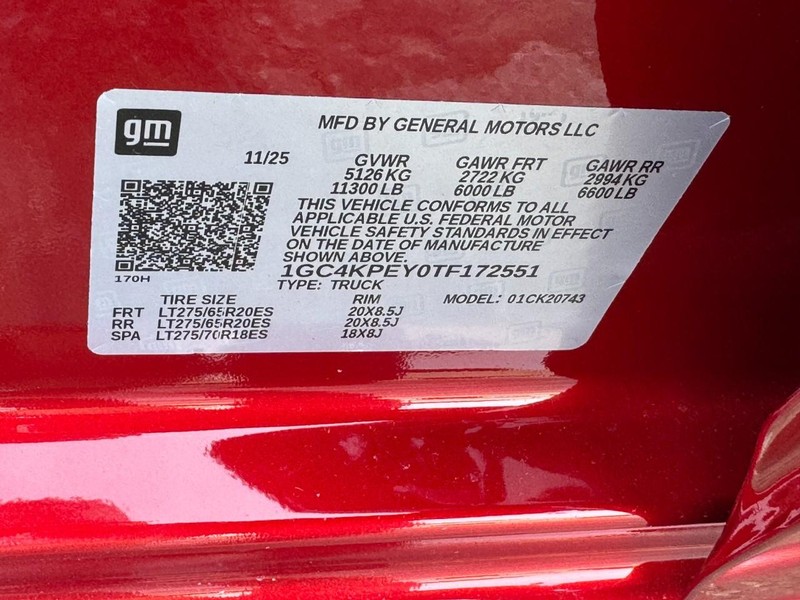 gm
MFD BY GENERAL MOTORS LLC
11/25 GVWR GAWR FRT GAWR RR
5126 KG 2722 KG 2994 KG
11300 LB 6000 LB 6600 LB
THIS VEHICLE CONFORMS TO ALL
APPLICABLE U.S. FEDERAL MOTOR
VEHICLE SAFETY STANDARDS IN EFFECT
ON THE DATE OF MANUFACTURE
SHOWN ABOVE.
170H
1GC4KPEY0TF172551
TYPE: TRUCK
TIRE SIZE RIM MODEL: 01CK20743
FRT LT275/65R20ES 20X8.5J
RR LT275/65R20ES 20X8.5J
SPA LT275/70R18ES 18X8J